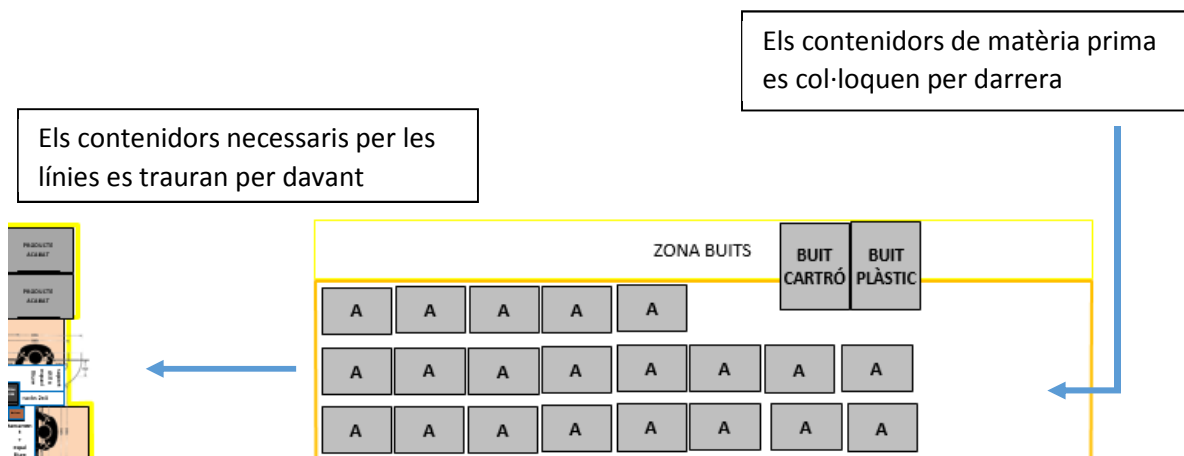 Els contenidors de matèria prima
es col·loquen per darrera
Els contenidors necessaris per les
línies es trauran per davant
ZONA BUITS
BUIT
CARTRÓ
BUIT
PLÀSTIC
PRODUCTE
ACABAT
PRODUCTE
ACABAT
A A A A A
A A A A A A A A
A A A A A A A A